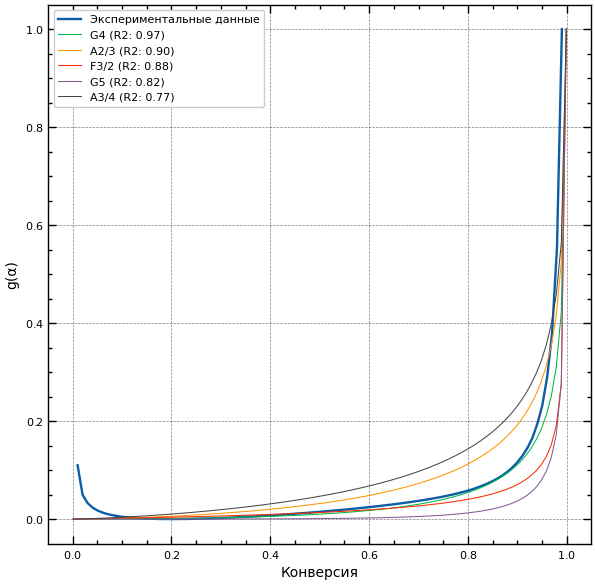 Экспериментальные данные
G4 (R2: 0.97)
A2/3 (R2: 0.90)
F3/2 (R2: 0.88)
G5 (R2: 0.82)
A3/4 (R2: 0.77)
1.0
0.8
0.6
0.4
0.2
0.0
g(α)
0.0 0.2 0.4 0.6 0.8 1.0
Конверсия